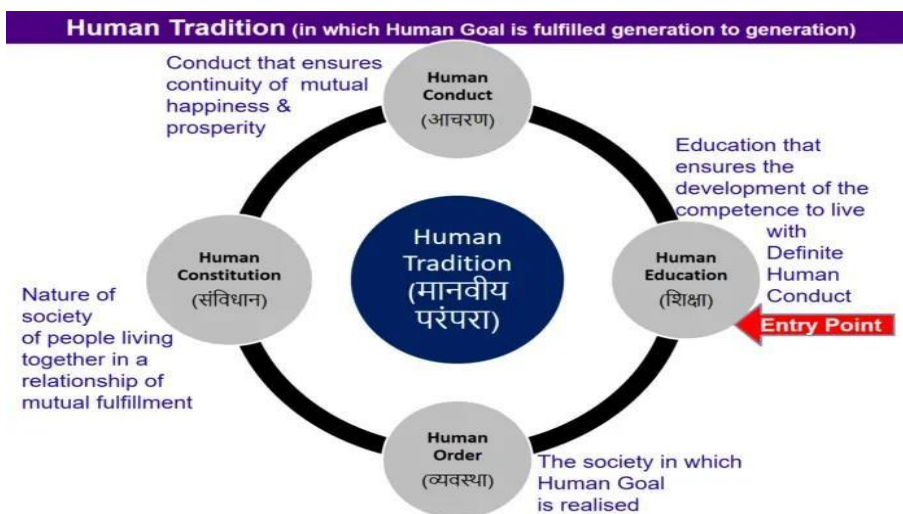 Human Tradition (in which Human Goal is fulfilled generation to generation)
Conduct that ensures
continuity of mutual
happiness &
prosperity
Human
Conduct
(आचरण)
Education that
ensures the
development of the
competence to live
with
Definite
Human
Conduct
Human
Education
(शिक्षा)
Entry Point
Human
Tradition
(मानवीय
परंपरा)
Human
Constitution
(संविधान)
Nature of
society
of people living
together in a
relationship of
mutual fulfillment
Human
Order
(व्यवस्था)
The society in which
Human Goal
is realised